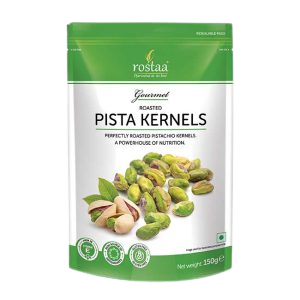 RESEALABLE PACK
rostaa
Gourmet
ROASTED
PISTA KERNELS
PERFECTLY ROASTED PISTACHIO KERNELS
A POWERHOUSE OF NUTRITION.
Net weight: 150g